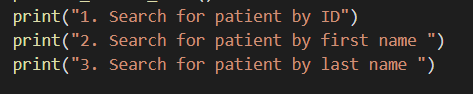 print("1. Search for patient by ID")
print("2. Search for patient by first name ")
print("3. Search for patient by last name ")